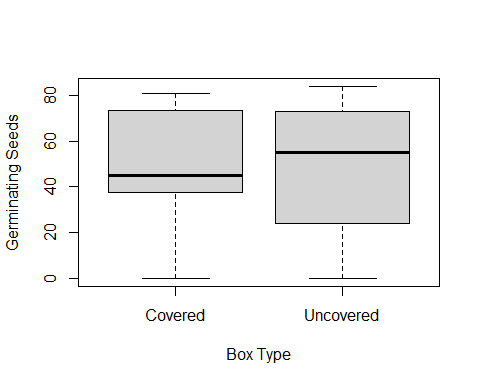 Germinating Seeds
80
60
40
20
0
Covered
Uncovered
Box Type